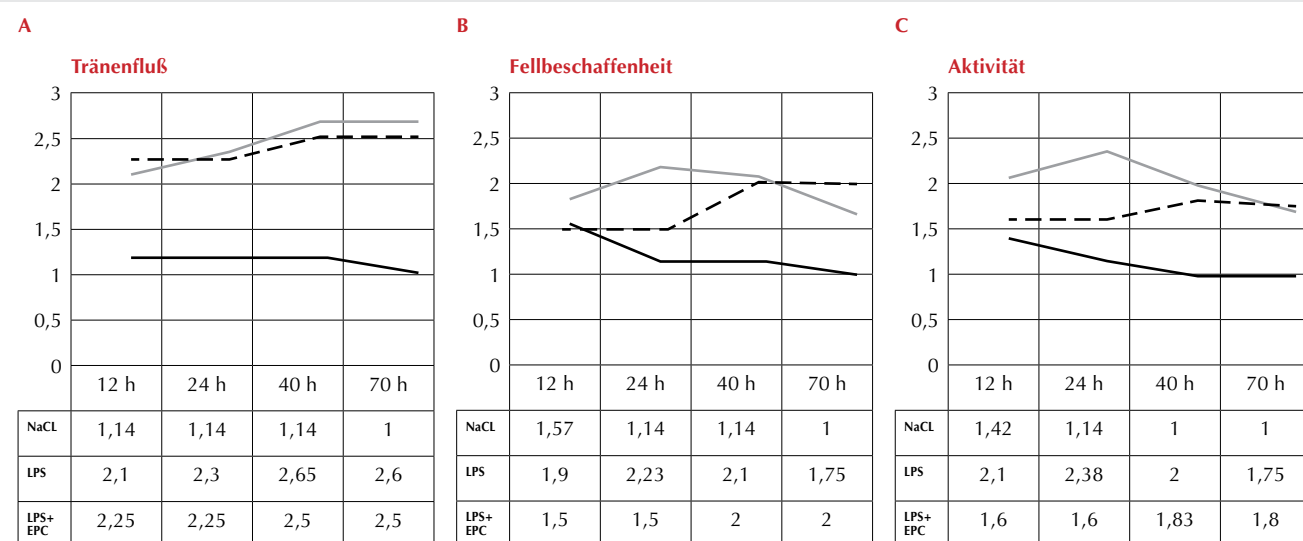 A
Tränenfluß
3
2,5
2
1,5
1
0,5
0
12 h 24 h 40 h 70 h
NaCL 1,14 1,14 1,14 1
LPS 2,1 2,3 2,65 2,6
LPS+
EPC 2,25 2,25 2,5 2,5
B
Fellbeschaffenheit
3
2,5
2
1,5
1
0,5
0
12 h 24 h 40 h 70 h
NaCL 1,57 1,14 1,14 1
LPS 1,9 2,23 2,1 1,75
LPS+
EPC 1,5 1,5 2 2
C
Aktivität
3
2,5
2
1,5
1
0,5
0
12 h 24 h 40 h 70 h
NaCL 1,42 1,14 1 1
LPS 2,1 2,38 2 1,75
LPS+
EPC 1,6 1,6 1,83 1,8